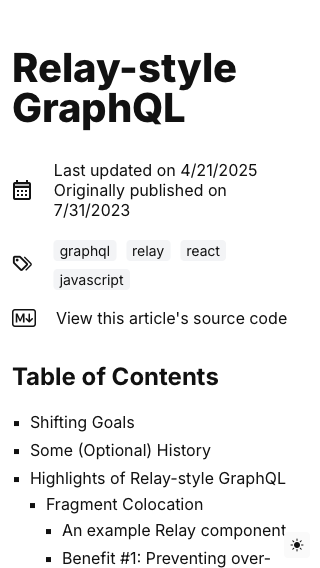 Relay-style
GraphQL
Last updated on 4/21/2025
Originally published on
7/31/2023
graphql relay react
javascript
View this article's source code
Table of Contents
Shifting Goals
Some (Optional) History
Highlights of Relay-style GraphQL
Fragment Colocation
An example Relay component
Benefit #1: Preventing over-